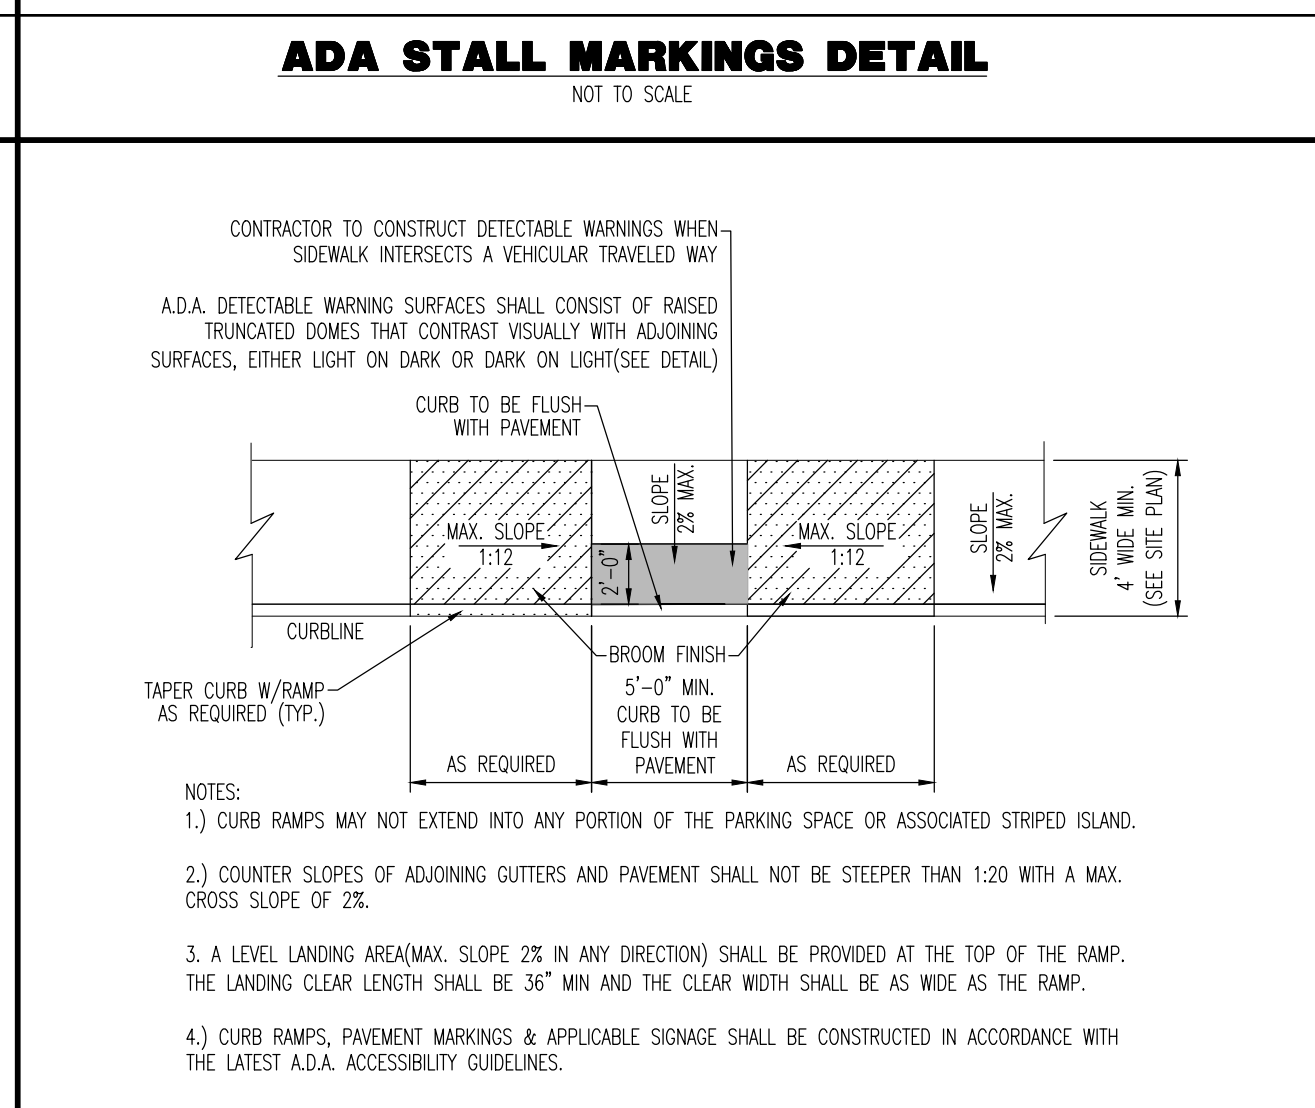 ADA STALL MARKINGS DETAIL
NOT TO SCALE
CONTRACTOR TO CONSTRUCT DETECTABLE WARNINGS WHEN
SIDEWALK INTERSECTS A VEHICULAR TRAVELED WAY
A.D.A. DETECTABLE WARNING SURFACES SHALL CONSIST OF RAISED
TRUNCATED DOMES THAT CONTRAST VISUALLY WITH ADJOINING
SURFACES, EITHER LIGHT ON DARK OR DARK ON LIGHT(SEE DETAIL)
CURB TO BE FLUSH
WITH PAVEMENT
MAX. SLOPE
1:12
2'-0"
SLOPE
2% MAX.
MAX. SLOPE
1:12
SLOPE
2% MAX.
SIDEWALK
4' WIDE MIN.
(SEE SITE PLAN)
CURBLINE
TAPER CURB W/RAMP
AS REQUIRED (TYP.)
BROOM FINISH
5'-0" MIN.
CURB TO BE
FLUSH WITH
PAVEMENT
AS REQUIRED
AS REQUIRED
NOTES:
1.) CURB RAMPS MAY NOT EXTEND INTO ANY PORTION OF THE PARKING SPACE OR ASSOCIATED STRIPED ISLAND.
2.) COUNTER SLOPES OF ADJOINING GUTTERS AND PAVEMENT SHALL NOT BE STEEPER THAN 1:20 WITH A MAX.
CROSS SLOPE OF 2%.
3. A LEVEL LANDING AREA(MAX. SLOPE 2% IN ANY DIRECTION) SHALL BE PROVIDED AT THE TOP OF THE RAMP.
THE LANDING CLEAR LENGTH SHALL BE 36" MIN AND THE CLEAR WIDTH SHALL BE AS WIDE AS THE RAMP.
4.) CURB RAMPS, PAVEMENT MARKINGS & APPLICABLE SIGNAGE SHALL BE CONSTRUCTED IN ACCORDANCE WITH
THE LATEST A.D.A. ACCESSIBILITY GUIDELINES.